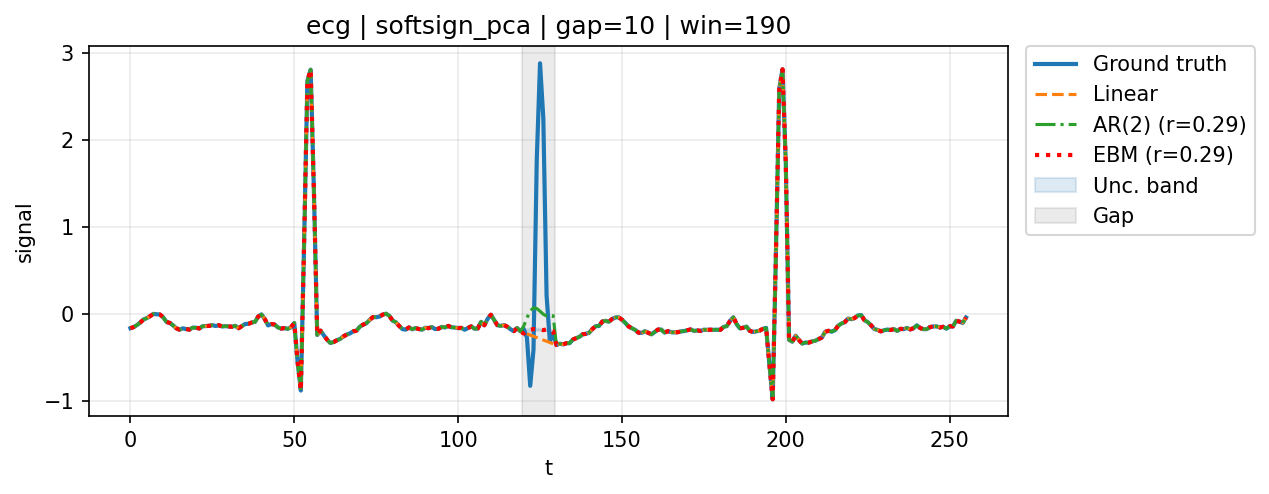 ecg | softsign_pca | gap=10 | win=190
3
2
1
0
−1
signal
0
50
100
150
200
250
t
Ground truth
Linear
AR(2) (r=0.29)
EBM (r=0.29)
Unc. band
Gap